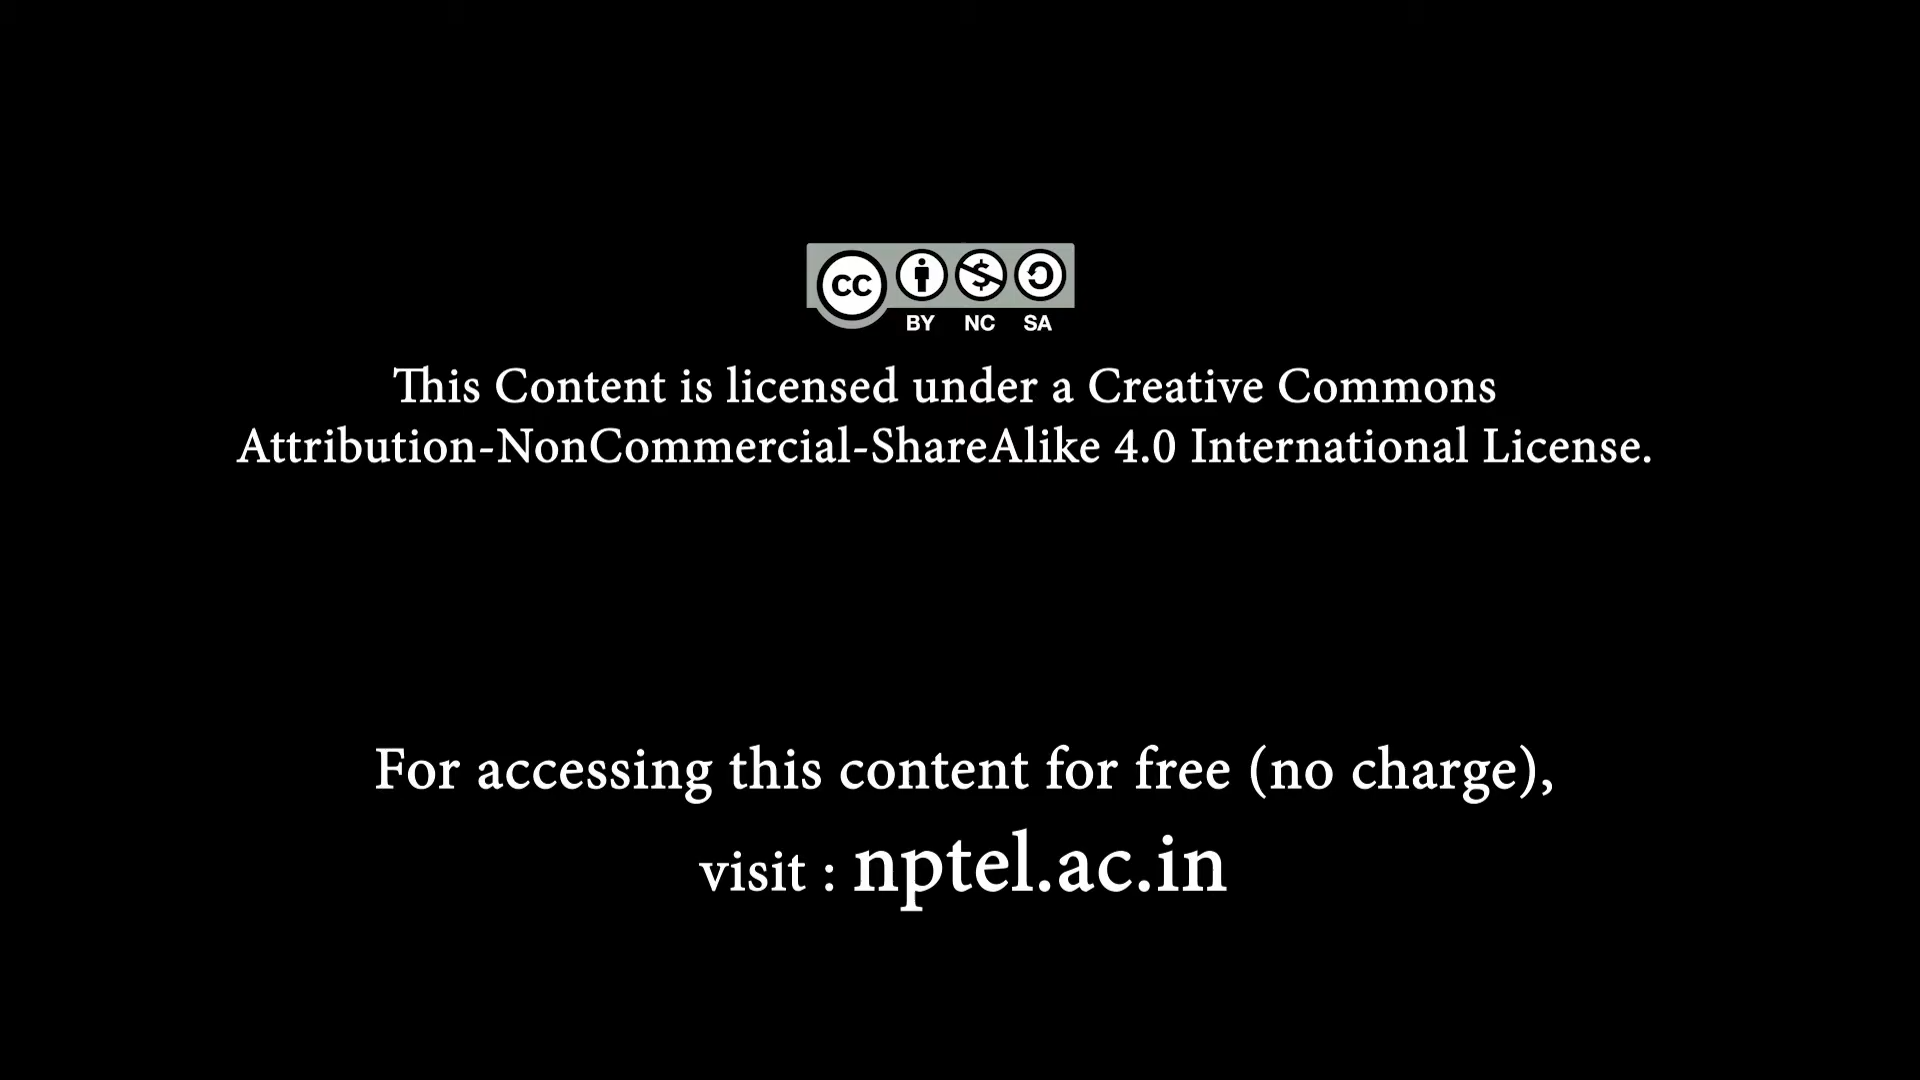 cc
BY NC SA
This Content is licensed under a Creative Commons
Attribution-NonCommercial-ShareAlike 4.0 International License.
For accessing this content for free (no charge),
visit : nptel.ac.in